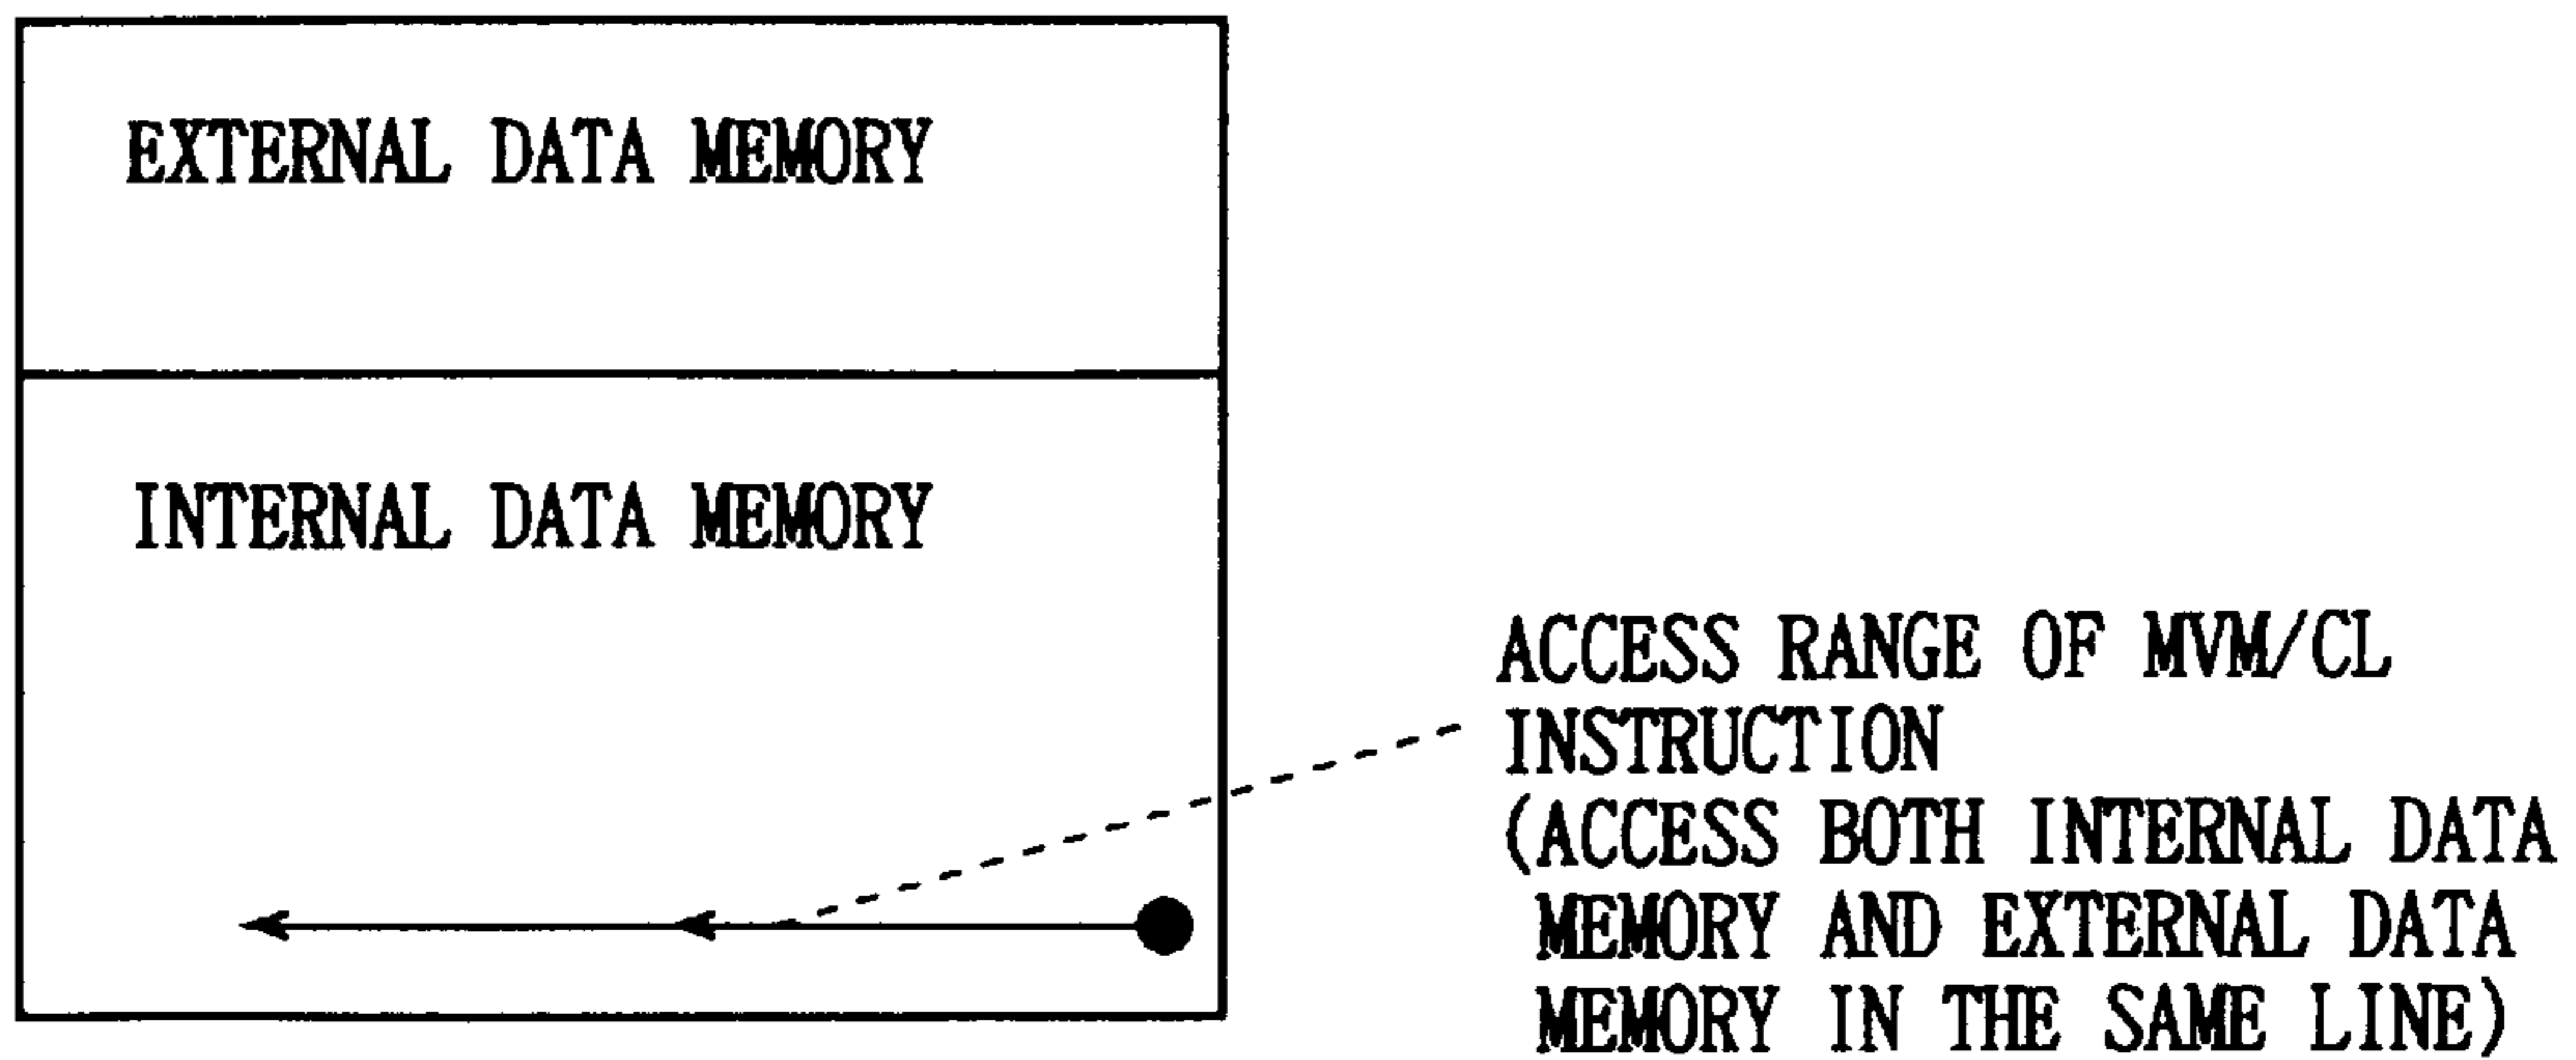 EXTERNAL DATA MEMORY
INTERNAL DATA MEMORY
ACCESS RANGE OF MVM/CL
INSTRUCTION
(ACCESS BOTH INTERNAL DATA
MEMORY AND EXTERNAL DATA
MEMORY IN THE SAME LINE)